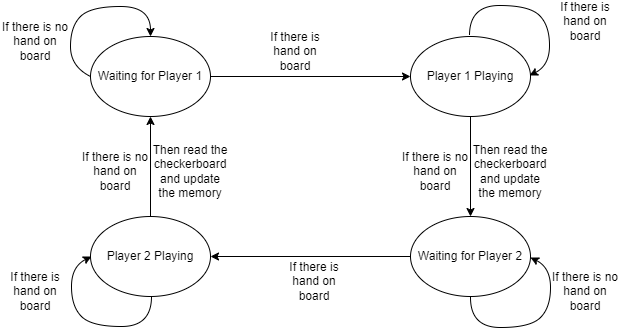 If there is no
hand on
board
Waiting for Player 1
If there is
hand on
board
Player 1 Playing
If there is
hand on
board
If there is no
hand on
board
Then read the
checkerboard
and update
the memory
If there is no
hand on
board
Then read the
checkerboard
and update
the memory
Player 2 Playing
If there is
hand on
board
If there is
hand on
board
Waiting for Player 2
If there is no
hand on
board